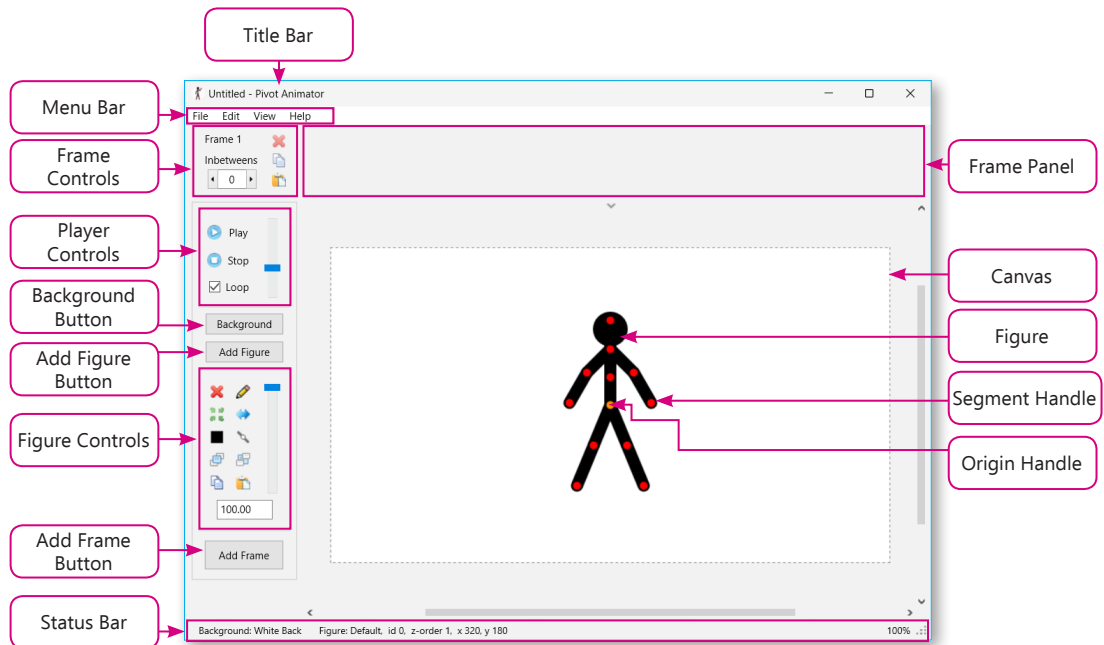 Title Bar
Untitled - Pivot Animator
Menu Bar
File Edit View Help
Frame
Controls
Frame 1
Inbetweens
0
Frame Panel
Player
Controls
Play
Stop
Loop
Canvas
Background
Button
Background
Figure
Add Figure
Button
Add Figure
Segment Handle
Figure Controls
100.00
Origin Handle
Add Frame
Button
Add Frame
Status Bar
Background: White Back Figure: Default, id 0, z-order 1, x 320, y 180 100%